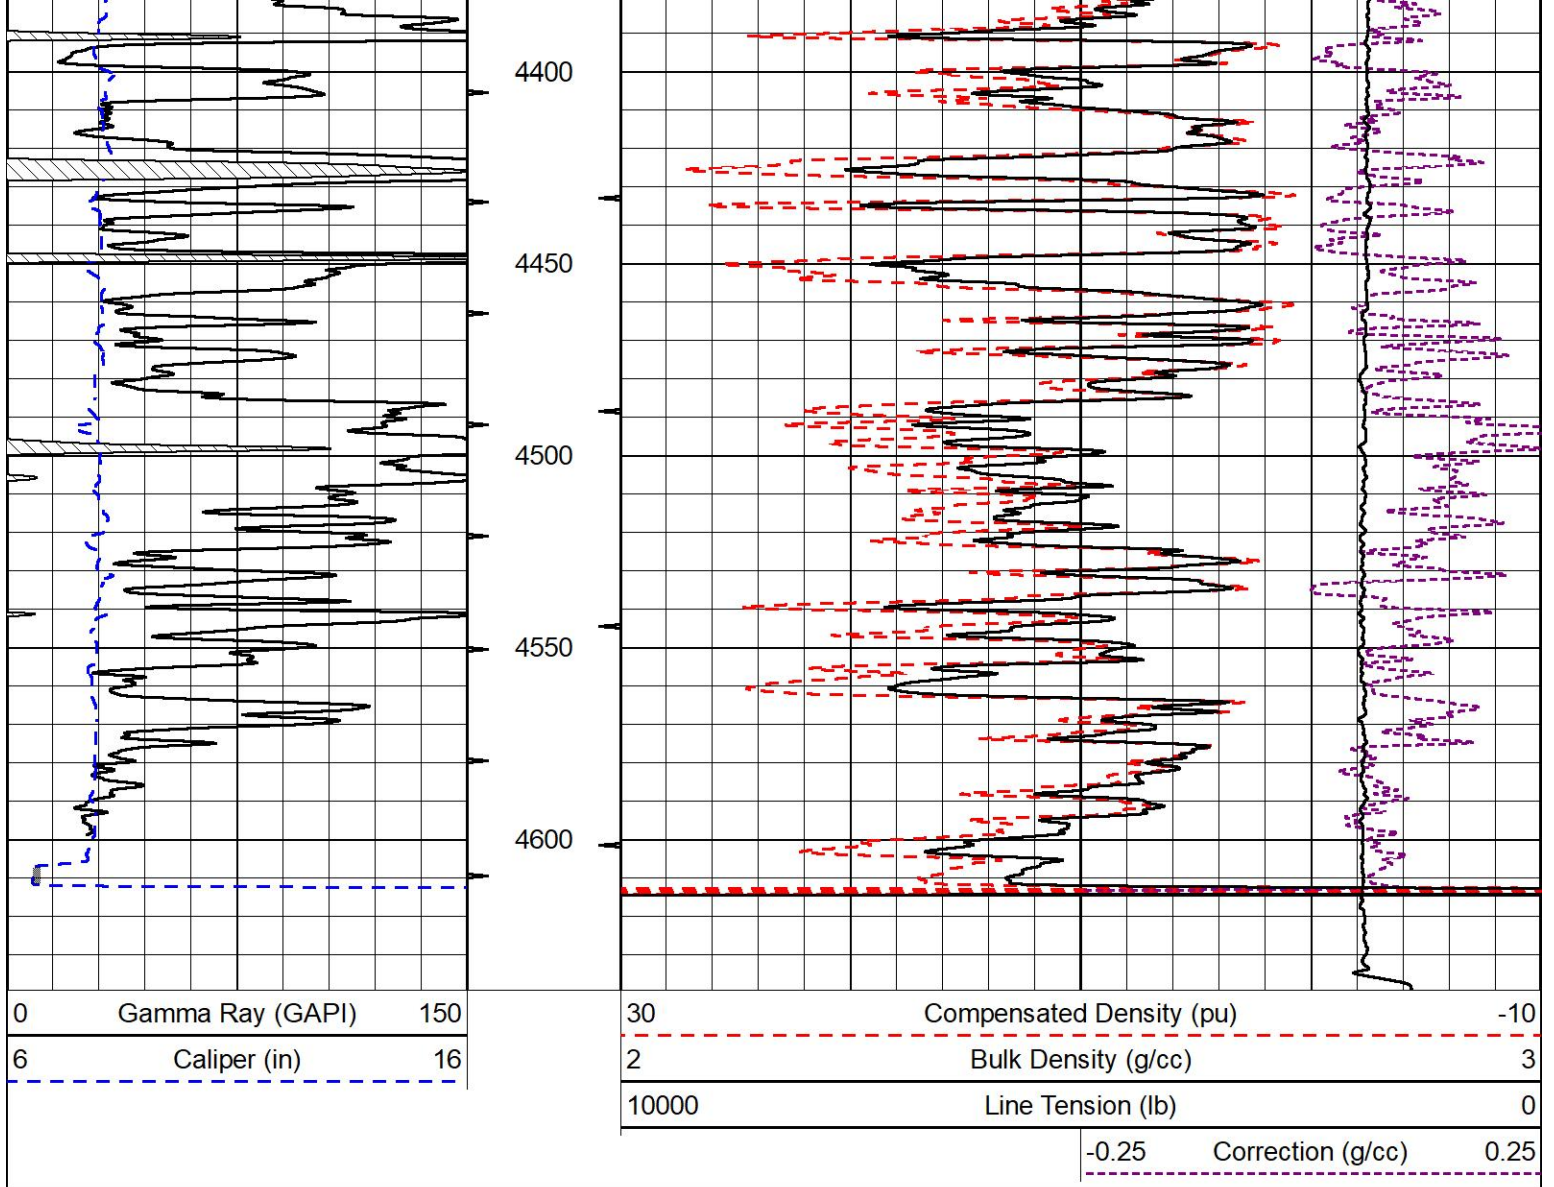 4400
4450
4500
4550
4600
0 Gamma Ray (GAPI) 150
6 Caliper (in) 16
30 Compensated Density (pu) -10
2 Bulk Density (g/cc) 3
10000 Line Tension (lb) 0
-0.25 Correction (g/cc) 0.25